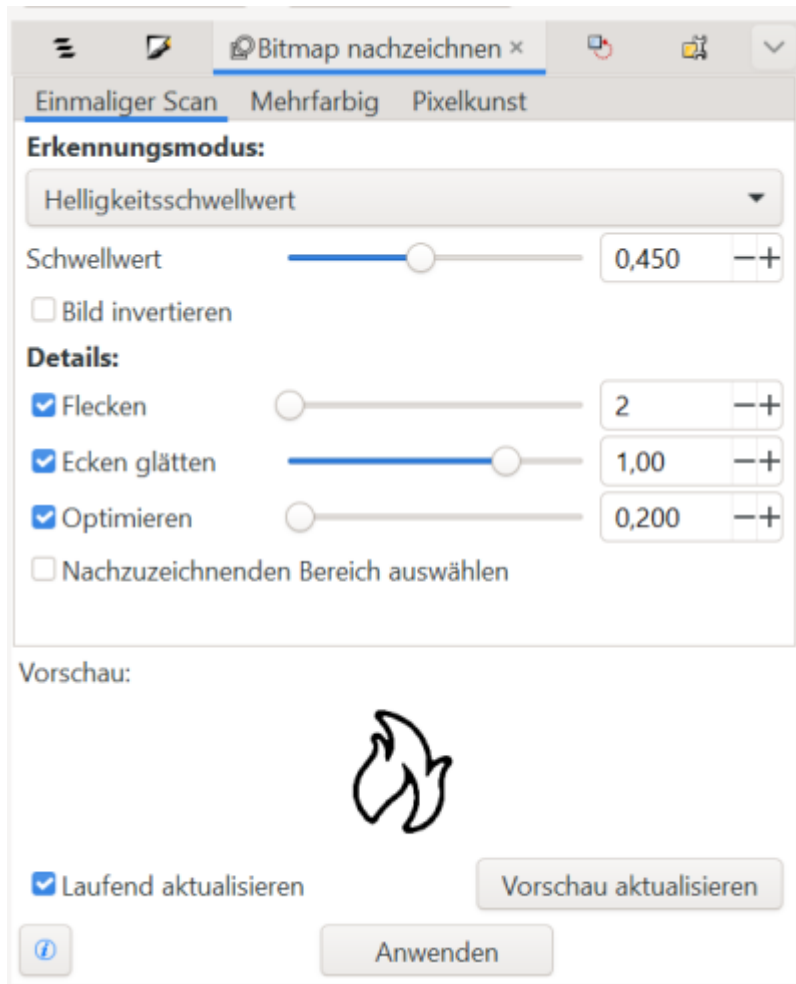 Bitmap nachzeichnen ×
Einmaliger Scan Mehrfarbig Pixelkunst
Erkennungsmodus:
Helligkeitsschwellwert
Schwellwert 0,450 −+
Bild invertieren
Details:
Flecken 2 −+
Ecken glätten 1,00 −+
Optimieren 0,200 −+
Nachzuzeichnenden Bereich auswählen
Vorschau:
Laufend aktualisieren Vorschau aktualisieren
i Anwenden